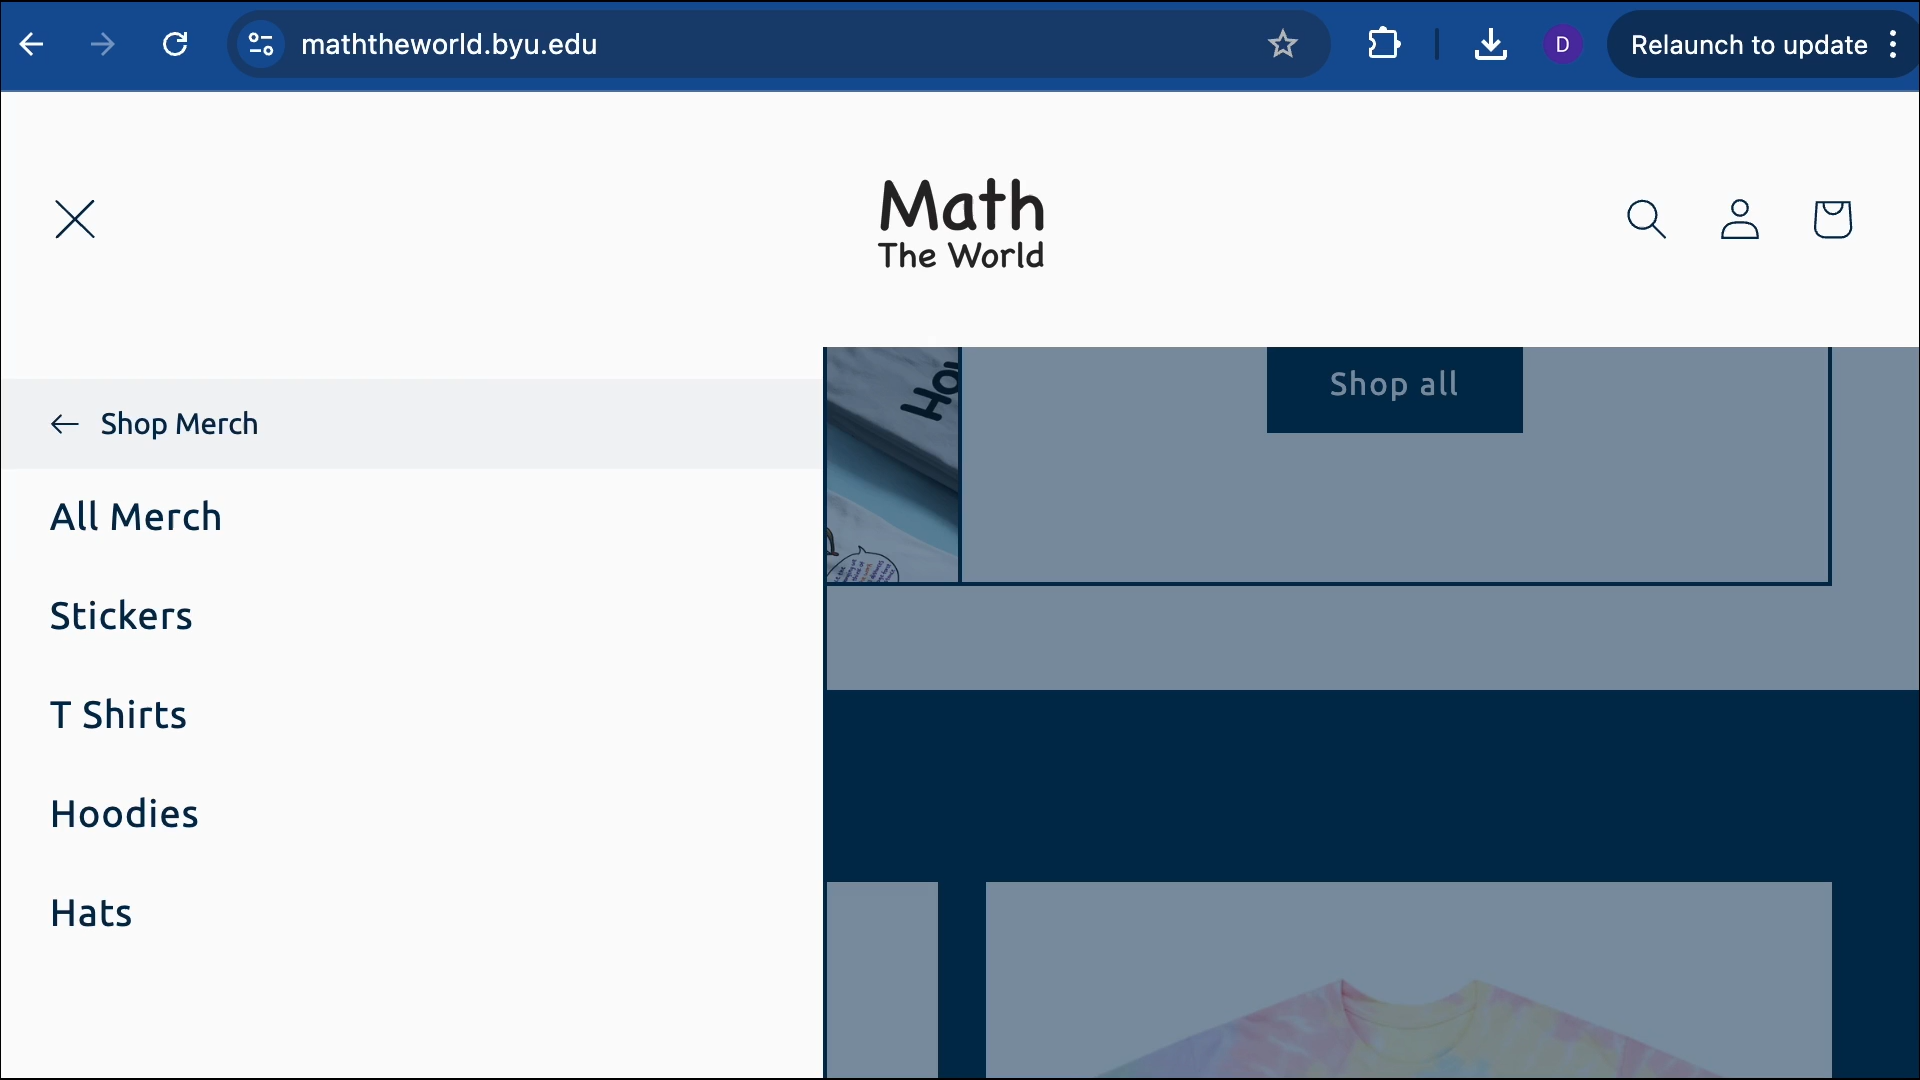 maththeworld.byu.edu
D
Relaunch to update
Math
The World
Shop Merch
All Merch
Stickers
T Shirts
Hoodies
Hats
Shop all